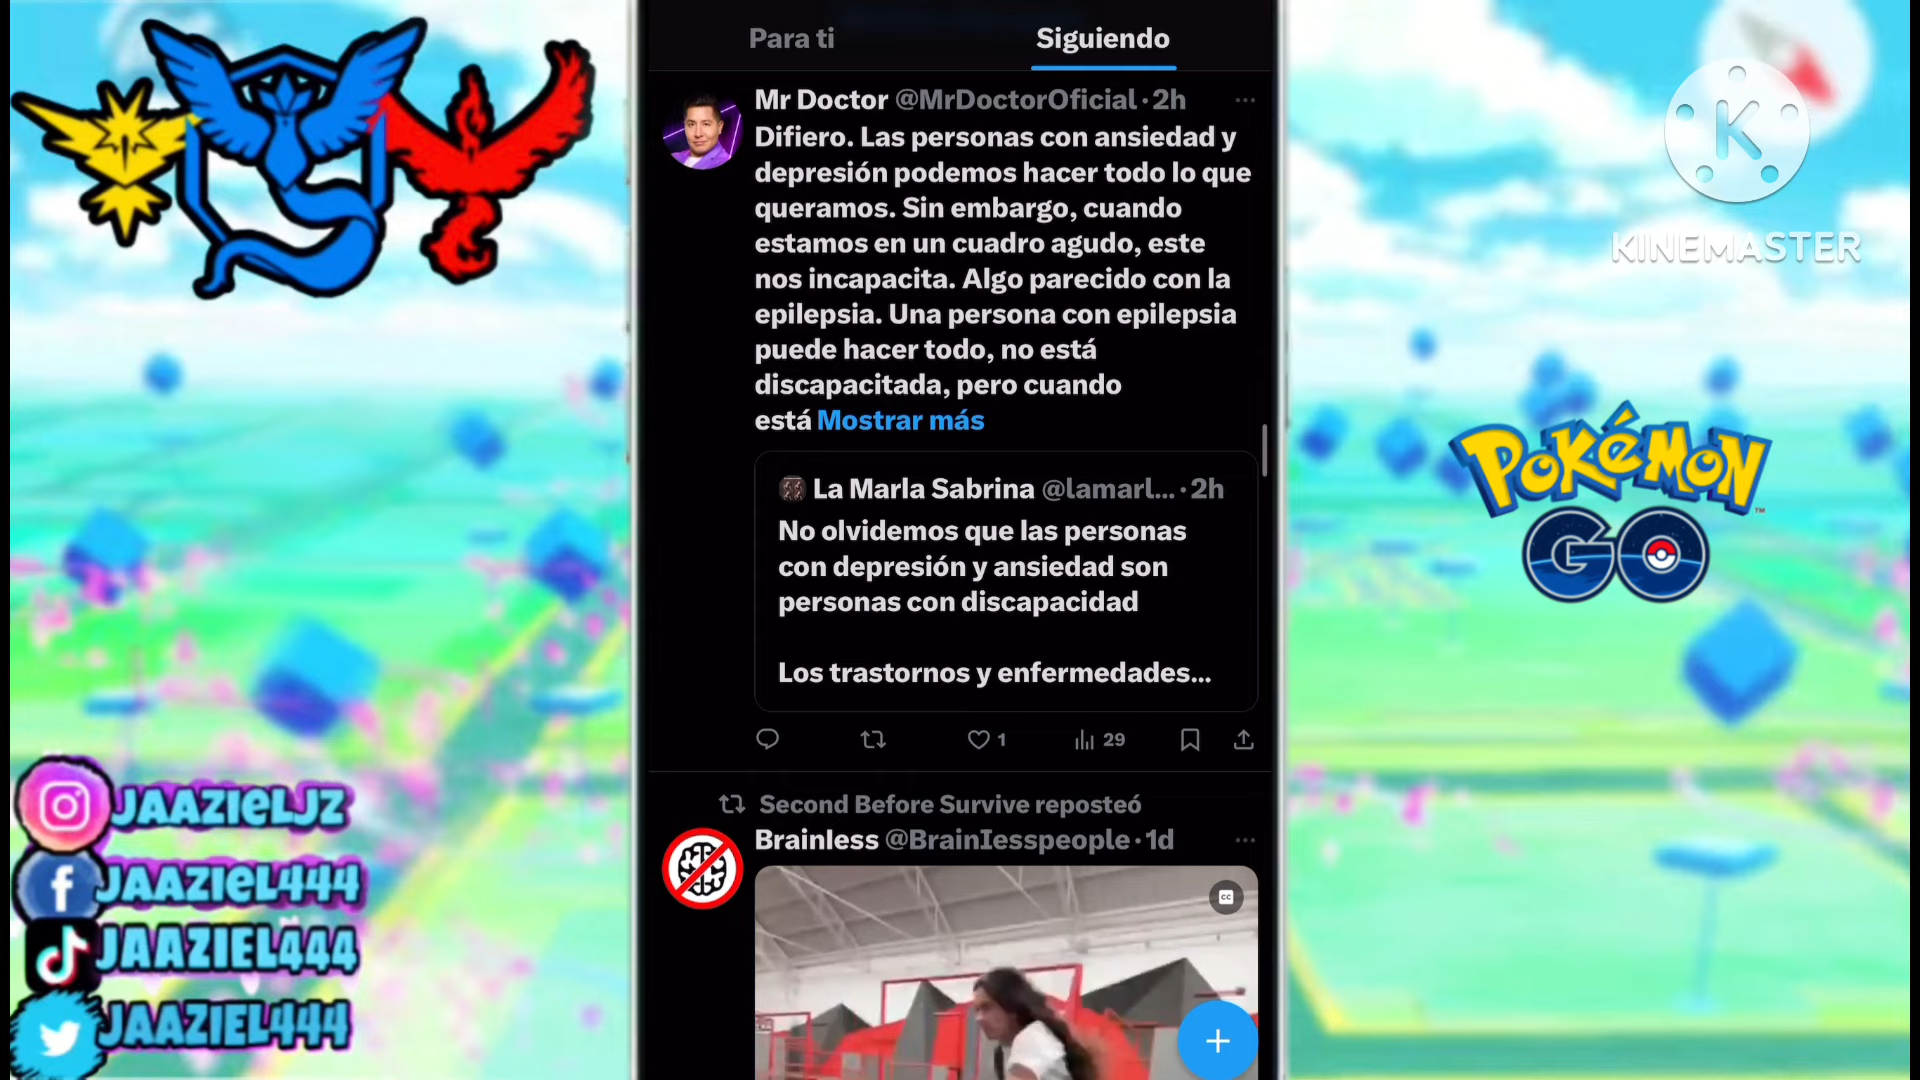 Para ti
Siguiendo
Mr Doctor @MrDoctorOficial · 2h
Difiero. Las personas con ansiedad y
depresión podemos hacer todo lo que
queramos. Sin embargo, cuando
estamos en un cuadro agudo, este
nos incapacita. Algo parecido con la
epilepsia. Una persona con epilepsia
puede hacer todo, no está
discapacitada, pero cuando
está Mostrar más
La Marla Sabrina @lamarl... · 2h
No olvidemos que las personas
con depresión y ansiedad son
personas con discapacidad
Los trastornos y enfermedades...
1
29
Second Before Survive reposteó
Brainless @BrainIesspeople · 1d
CC
K
KINEMASTER
POKéMON
TM
GO
JAAZIELJZ
JAAZIEL444
JAAZIEL444
JAAZIEL444